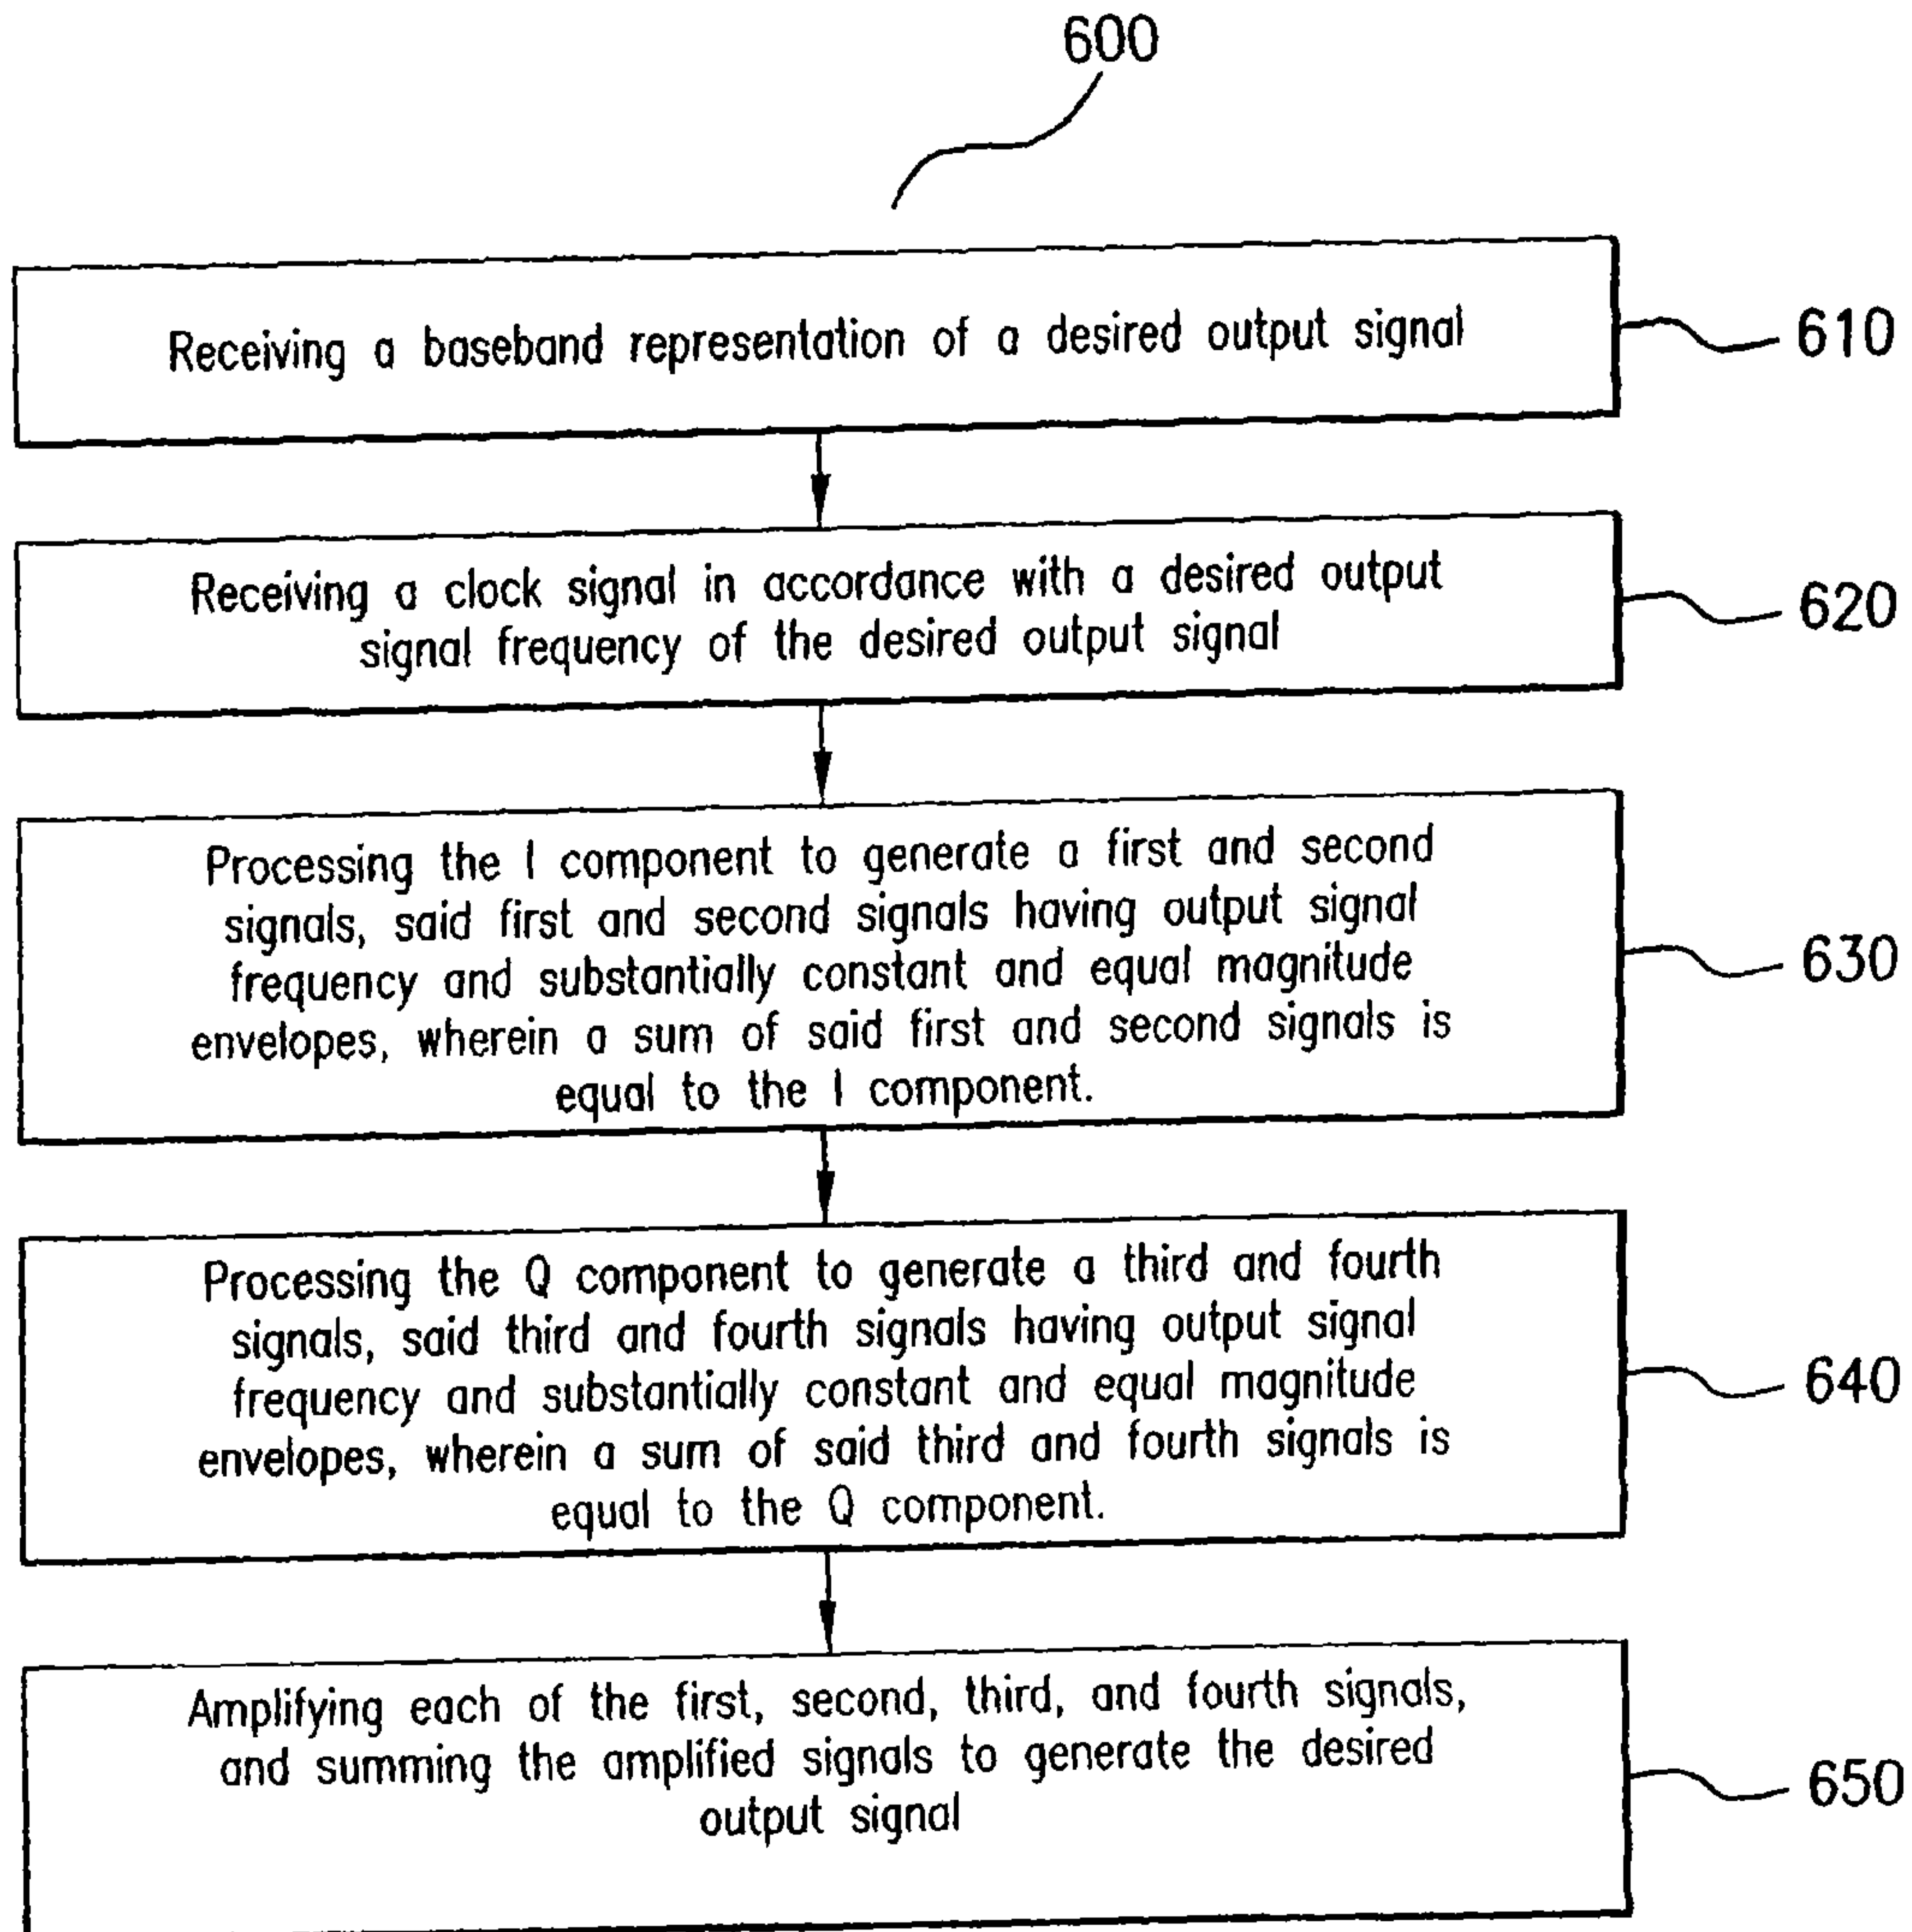 600
Receiving a baseband representation of a desired output signal
610
Receiving a clock signal in accordance with a desired output
signal frequency of the desired output signal
620
Processing the I component to generate a first and second
signals, said first and second signals having output signal
frequency and substantially constant and equal magnitude
envelopes, wherein a sum of said first and second signals is
equal to the I component.
630
Processing the Q component to generate a third and fourth
signals, said third and fourth signals having output signal
frequency and substantially constant and equal magnitude
envelopes, wherein a sum of said third and fourth signals is
equal to the Q component.
640
Amplifying each of the first, second, third, and fourth signals,
and summing the amplified signals to generate the desired
output signal
650